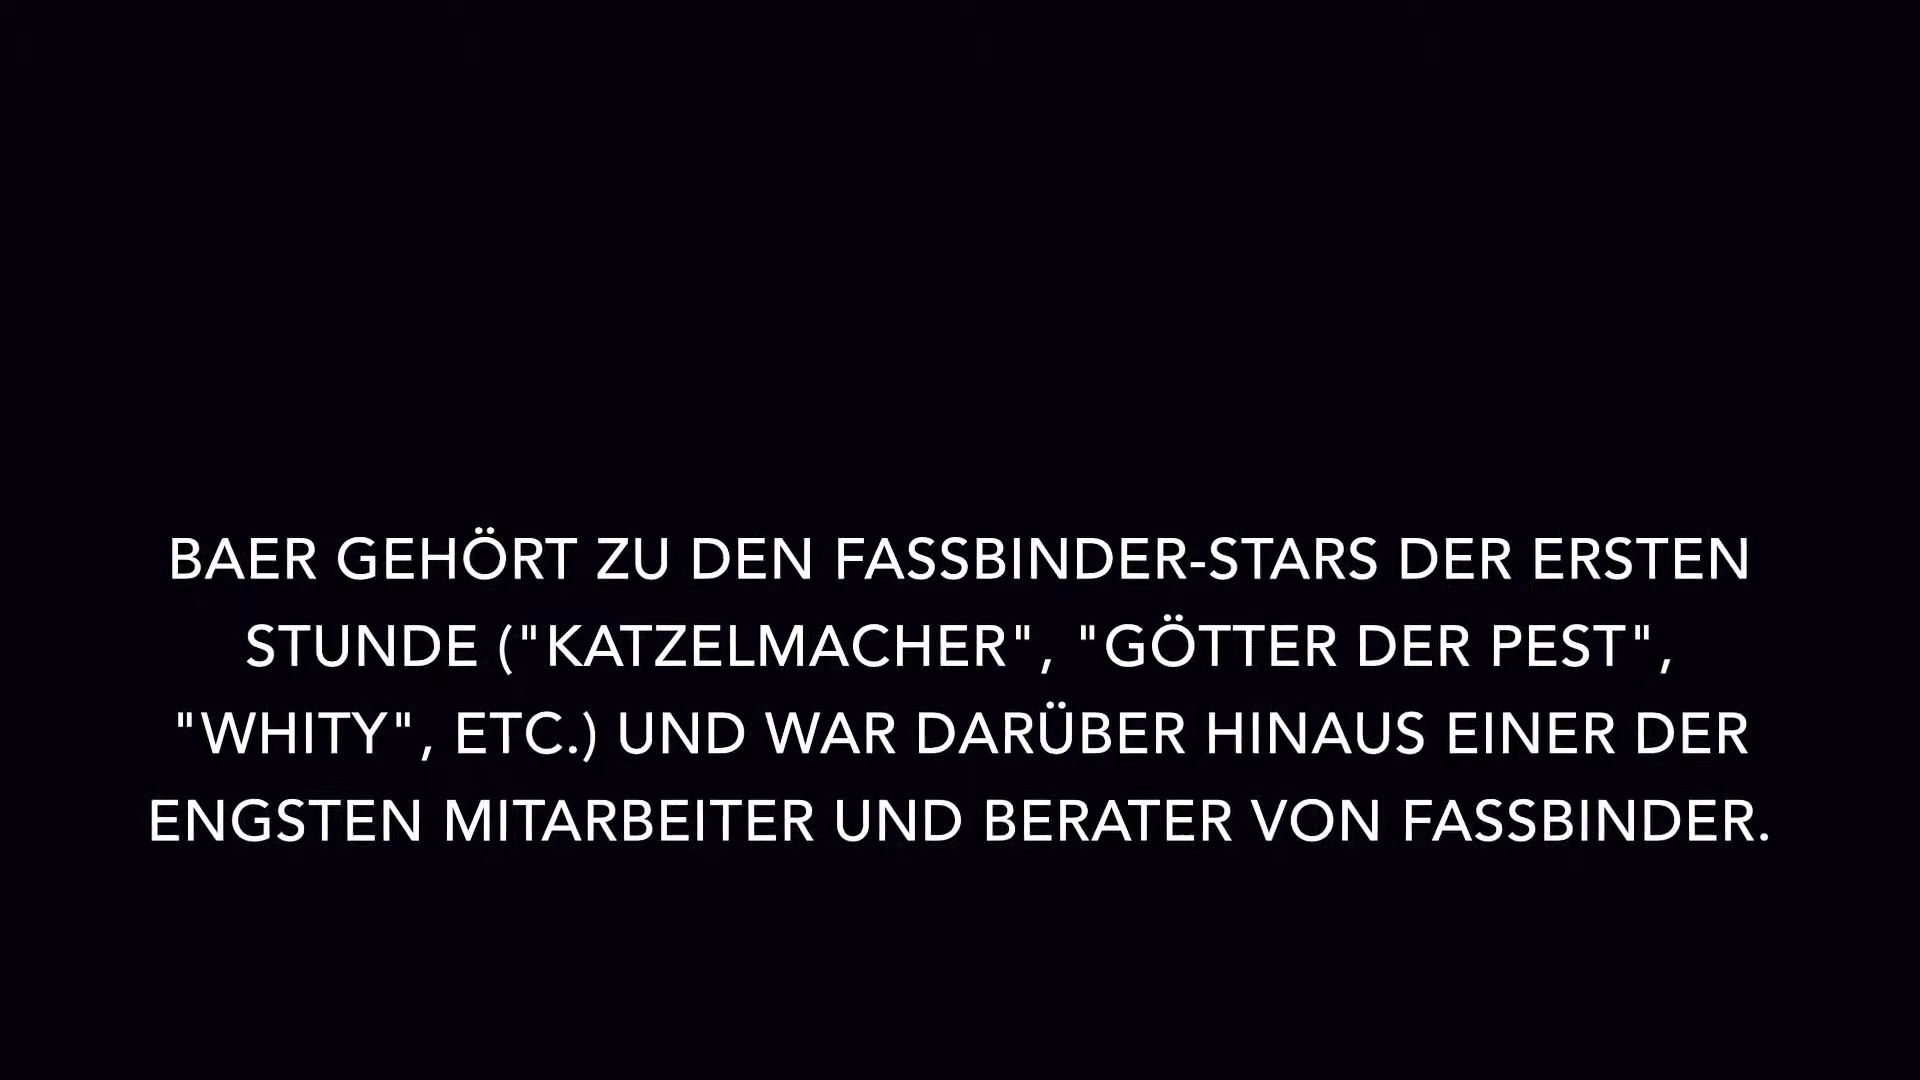 BAER GEHÖRT ZU DEN FASSBINDER-STARS DER ERSTEN
STUNDE ("KATZELMACHER", "GÖTTER DER PEST",
"WHITY", ETC.) UND WAR DARÜBER HINAUS EINER DER
ENGSTEN MITARBEITER UND BERATER VON FASSBINDER.